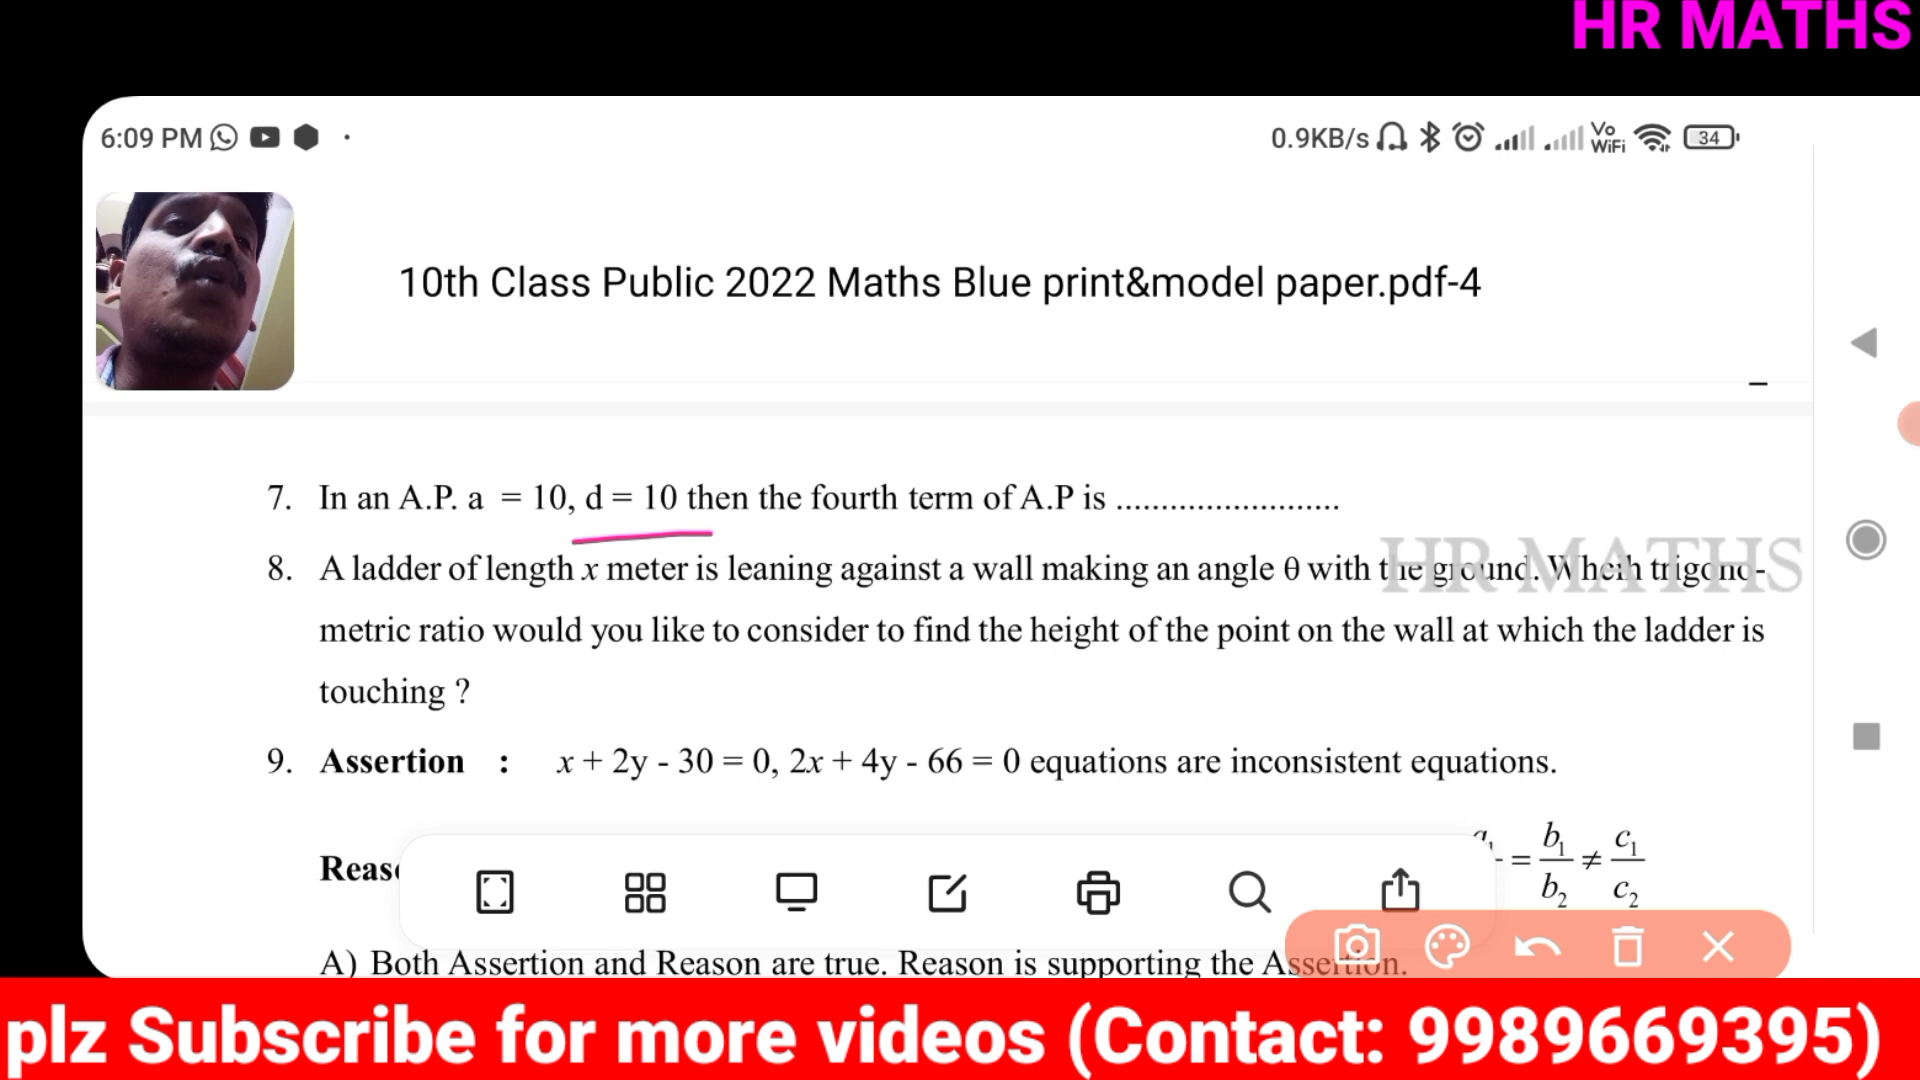 HR MATHS
6:09 PM
0.9KB/s Vo WiFi 34
10th Class Public 2022 Maths Blue print&model paper.pdf-4
7. In an A.P. a = 10, d = 10 then the fourth term of A.P is .........................
HR MATHS
8. A ladder of length x meter is leaning against a wall making an angle θ with the ground. Wheih trigono-
metric ratio would you like to consider to find the height of the point on the wall at which the ladder is
touching ?
9. Assertion : x + 2y - 30 = 0, 2x + 4y - 66 = 0 equations are inconsistent equations.
Reas = b₁/b₂ ≠ c₁/c₂
A) Both Assertion and Reason are true. Reason is supporting the Assertion.
plz Subscribe for more videos (Contact: 9989669395)